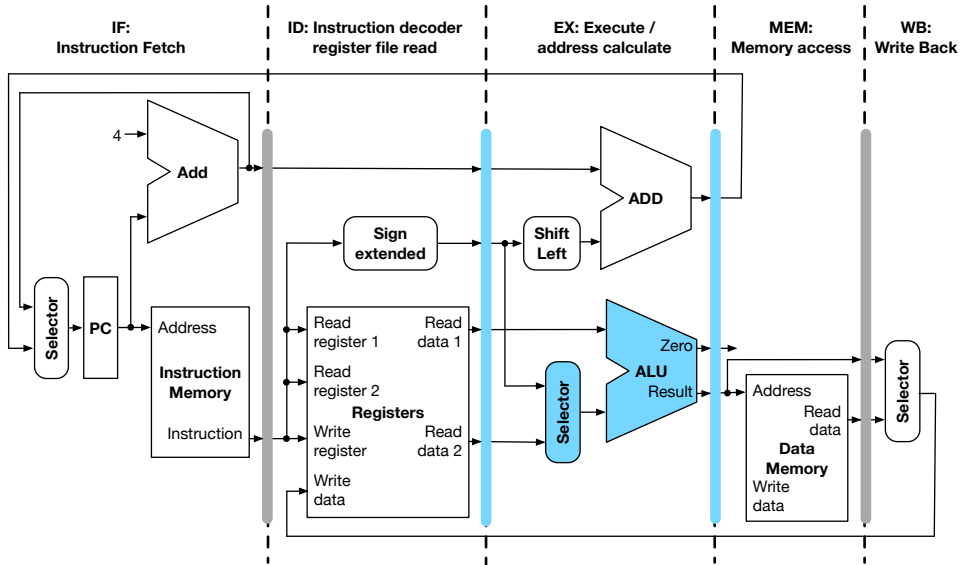 IF:
Instruction Fetch
ID: Instruction decoder
register file read
EX: Execute /
address calculate
MEM:
Memory access
WB:
Write Back
4
Add
ADD
Sign
extended
Shift
Left
Selector
PC
Address
Instruction
Memory
Instruction
Read
register 1
Read
data 1
Read
register 2
Registers
Write
register
Read
data 2
Write
data
Selector
Zero
ALU
Result
Address
Read
data
Data
Memory
Write
data
Selector